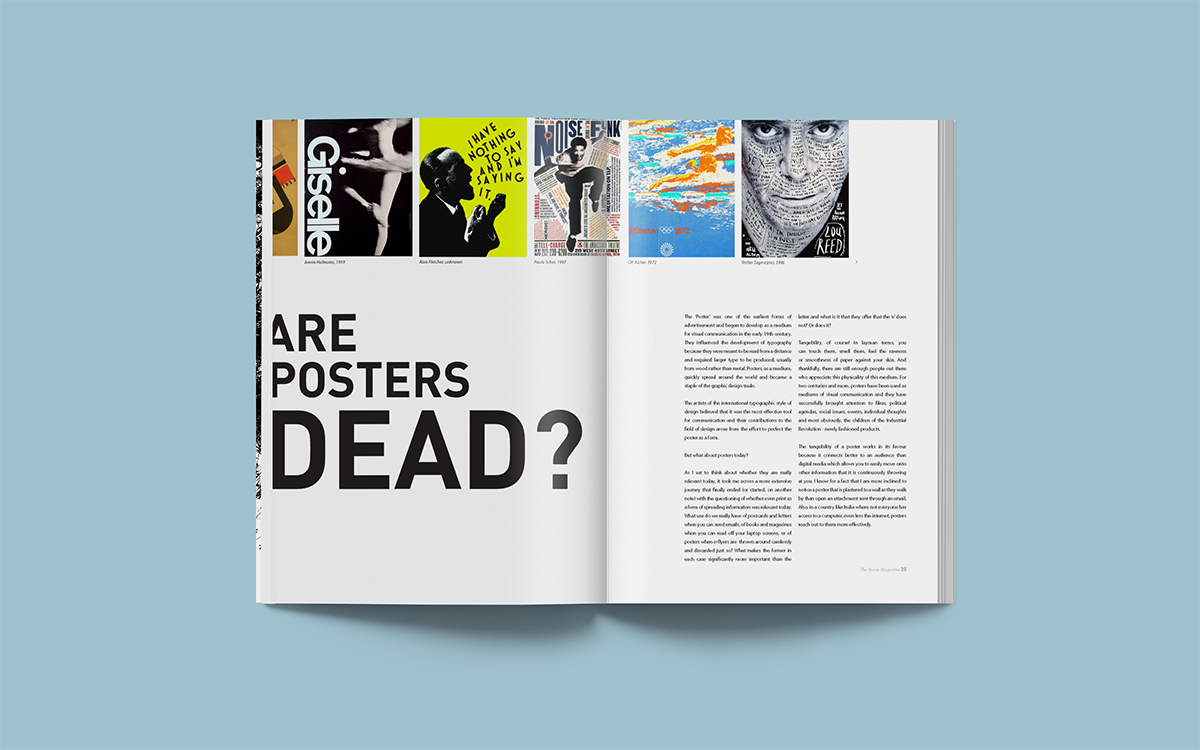 Giselle
I HAVE
NOTHING
TO SAY
AND I'M
SAYING
IT
NOISE FUNK
München 1972
LOU
REED
Armin Hofmann, 1959
Alan Fletcher, unknown
Paula Scher, 1997
Otl Aicher, 1972
Stefan Sagmeister, 1996
ARE
POSTERS
DEAD?
The 'Poster' was one of the earliest forms of
advertisement and began to develop as a medium
for visual communication in the early 19th century.
They influenced the development of typography
because they were meant to be read from a distance
and required larger type to be produced, usually
from wood rather than metal. Posters, as a medium,
quickly spread around the world and became a
staple of the graphic design trade.
The artists of the international typographic style of
design believed that it was the most effective tool
for communication and their contributions to the
field of design arose from the effort to perfect the
poster as a form.
But what about posters today?
As I sat to think about whether they are really
relevant today, it took me across a more extensive
journey that finally ended (or started, on another
note) with the questioning of whether even print as
a form of spreading information was relevant today.
What use do we really have of postcards and letters
when you can send emails, of books and magazines
when you can read off your laptop screens, or of
posters when e-flyers are thrown around carelessly
and discarded just so? What makes the former in
each case significantly more important than the
latter and what is it that they offer that the 'e' does
not? Or does it?
Tangebility, of course! In layman terms, you
can touch them, smell them, feel the rawness
or smoothness of paper against your skin. And
thankfully, there are still enough people out there
who appreciate this physicality of this medium. For
two centuries and more, posters have been used as
mediums of visual communication and they have
successfully brought attention to films, political
agendas, social issues, events, individual thoughts
and most obviously, the children of the Industrial
Revolution - newly fashioned products.
The tangebility of a poster works in its favour
because it connects better to an audience than
digital media which allows you to easily move onto
other information that it is continuously throwing
at you. I know for a fact that I am more inclined to
notice a poster that is plastered to a wall as they walk
by than open an attachment sent through an email.
Also, in a country like India where not everyone has
access to a computer, even less the internet, posters
reach out to them more effectively.
Magazine 35